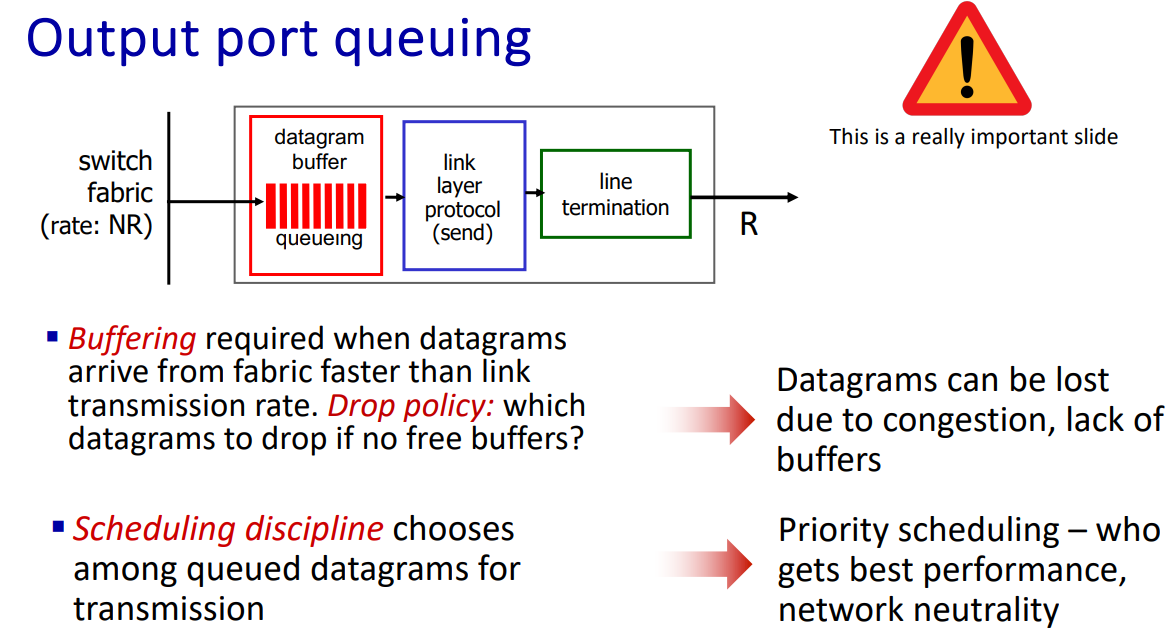 Output port queuing
This is a really important slide
switch
fabric
(rate: NR)
datagram
buffer
queueing
link
layer
protocol
(send)
line
termination
R
Buffering required when datagrams
arrive from fabric faster than link
transmission rate. Drop policy: which
datagrams to drop if no free buffers?
Datagrams can be lost
due to congestion, lack of
buffers
Scheduling discipline chooses
among queued datagrams for
transmission
Priority scheduling – who
gets best performance,
network neutrality